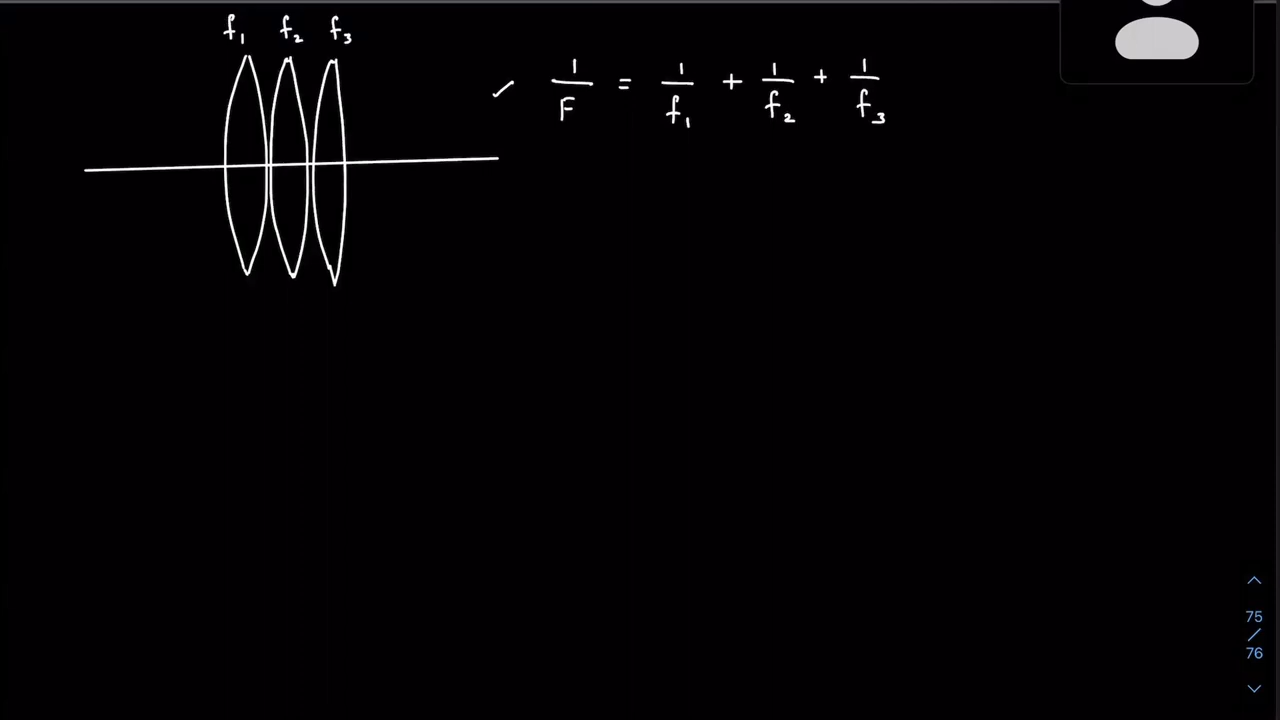 f₁ f₂ f₃
✓ 1/F = 1/f₁ + 1/f₂ + 1/f₃
75
/
76